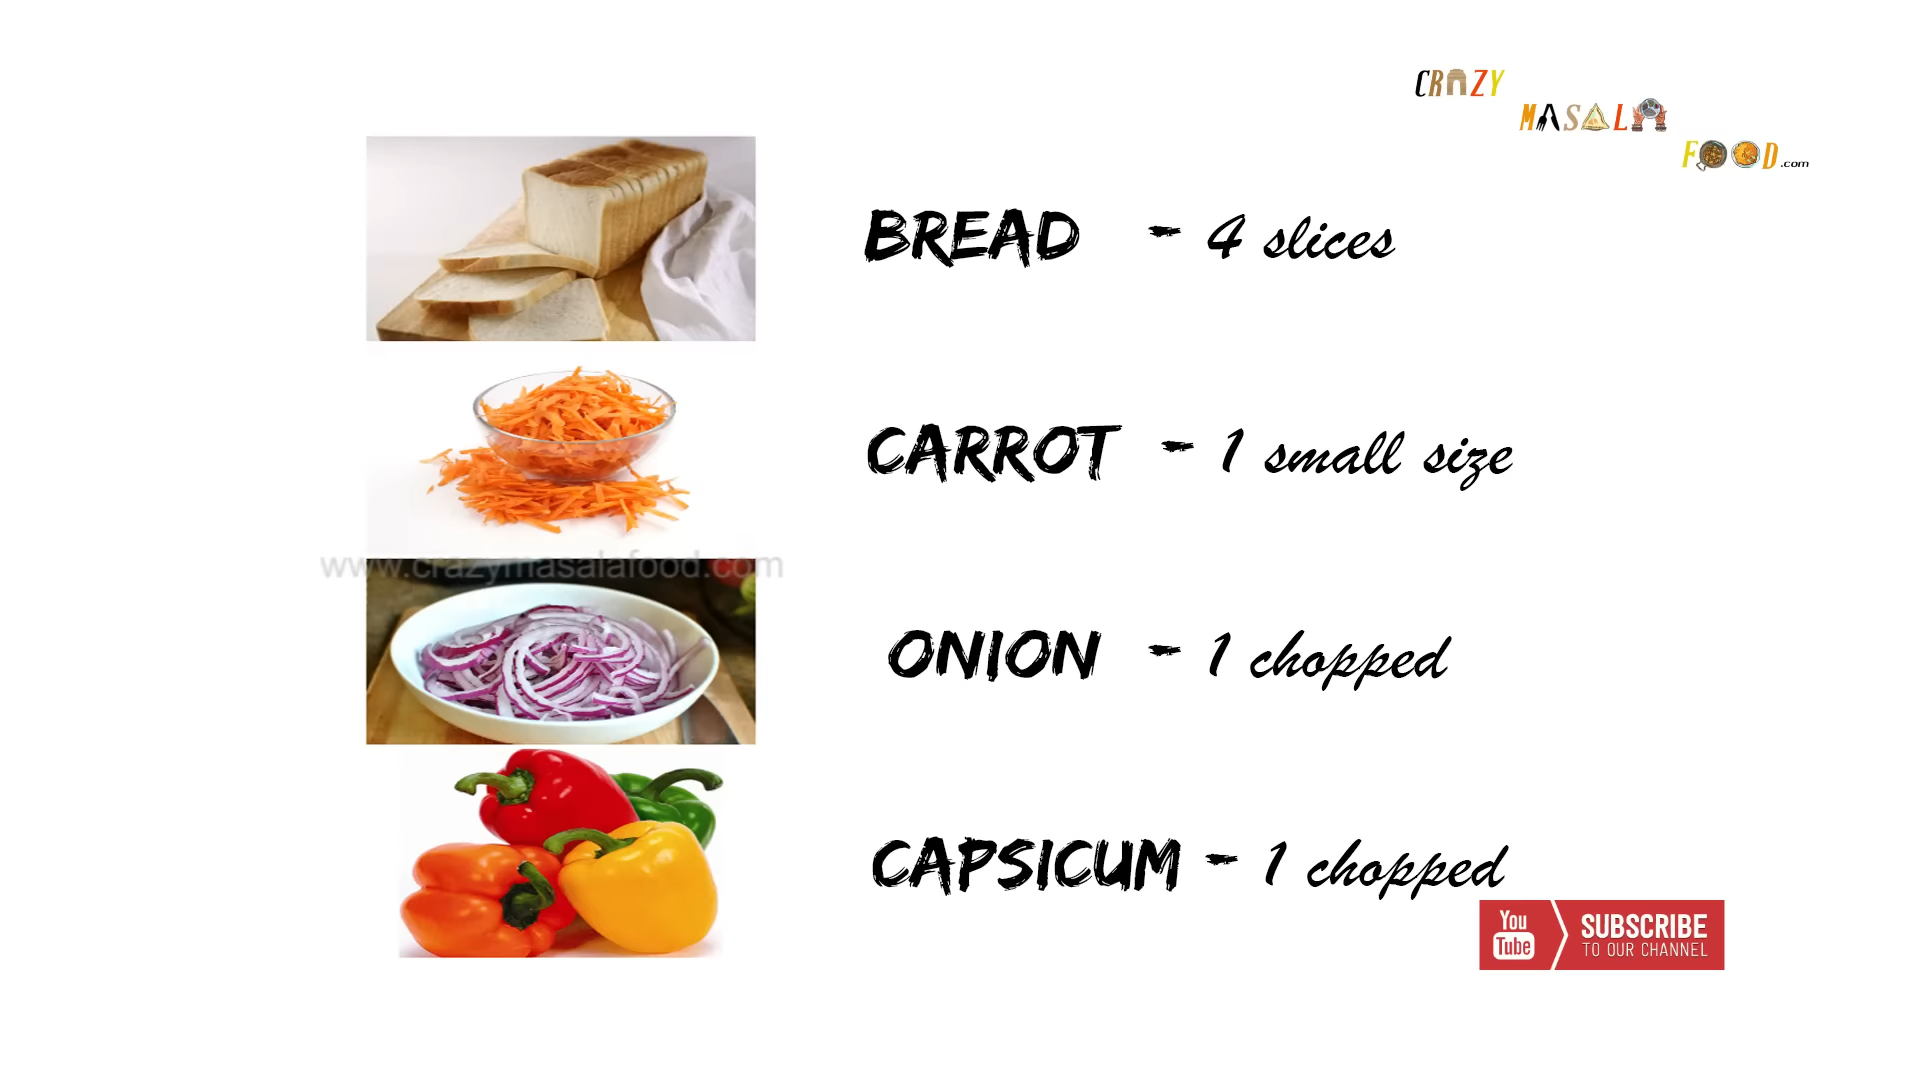 CRAZY
MASALA
FOOD.com
BREAD - 4 slices
CARROT - 1 small size
www.crazymasalafood.com
ONION - 1 chopped
CAPSICUM - 1 chopped
You
Tube
SUBSCRIBE
TO OUR CHANNEL